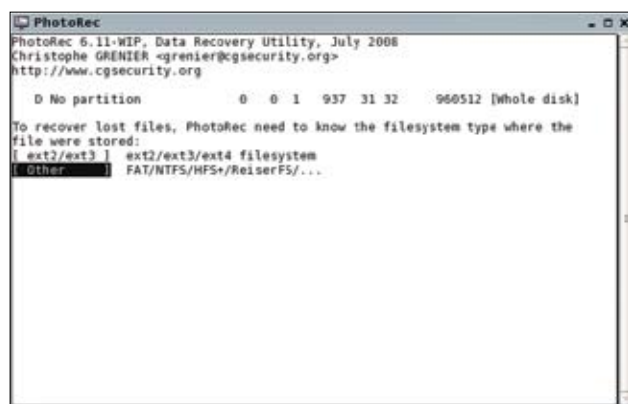 PhotoRec
PhotoRec 6.11-WIP, Data Recovery Utility, July 2008
Christophe GRENIER <grenier@cgsecurity.org>
http://www.cgsecurity.org
D No partition 0 0 1 937 31 32 960512 [Whole disk]
To recover lost files, PhotoRec need to know the filesystem type where the
file were stored:
[ ext2/ext3 ] ext2/ext3/ext4 filesystem
[ Other ] FAT/NTFS/HFS+/ReiserFS/...